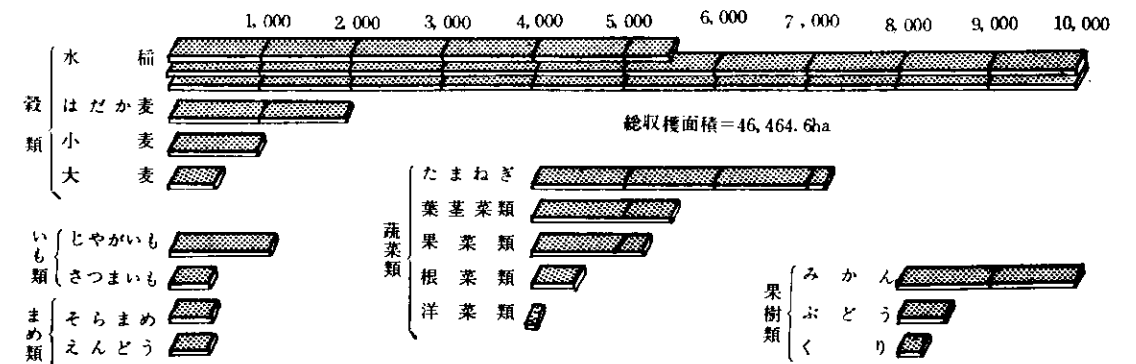 1,000 2,000 3,000 4,000 5,000 6,000 7,000 8,000 9,000 10,000
穀類
水稲
はだか麦
小麦
大麦
総収穫面積=46,464.6ha
いも類
じゃがいも
さつまいも
まめ類
そらまめ
えんどう
蔬菜類
たまねぎ
葉茎菜類
果菜類
根菜類
洋菜類
果樹類
みかん
ぶどう
くり